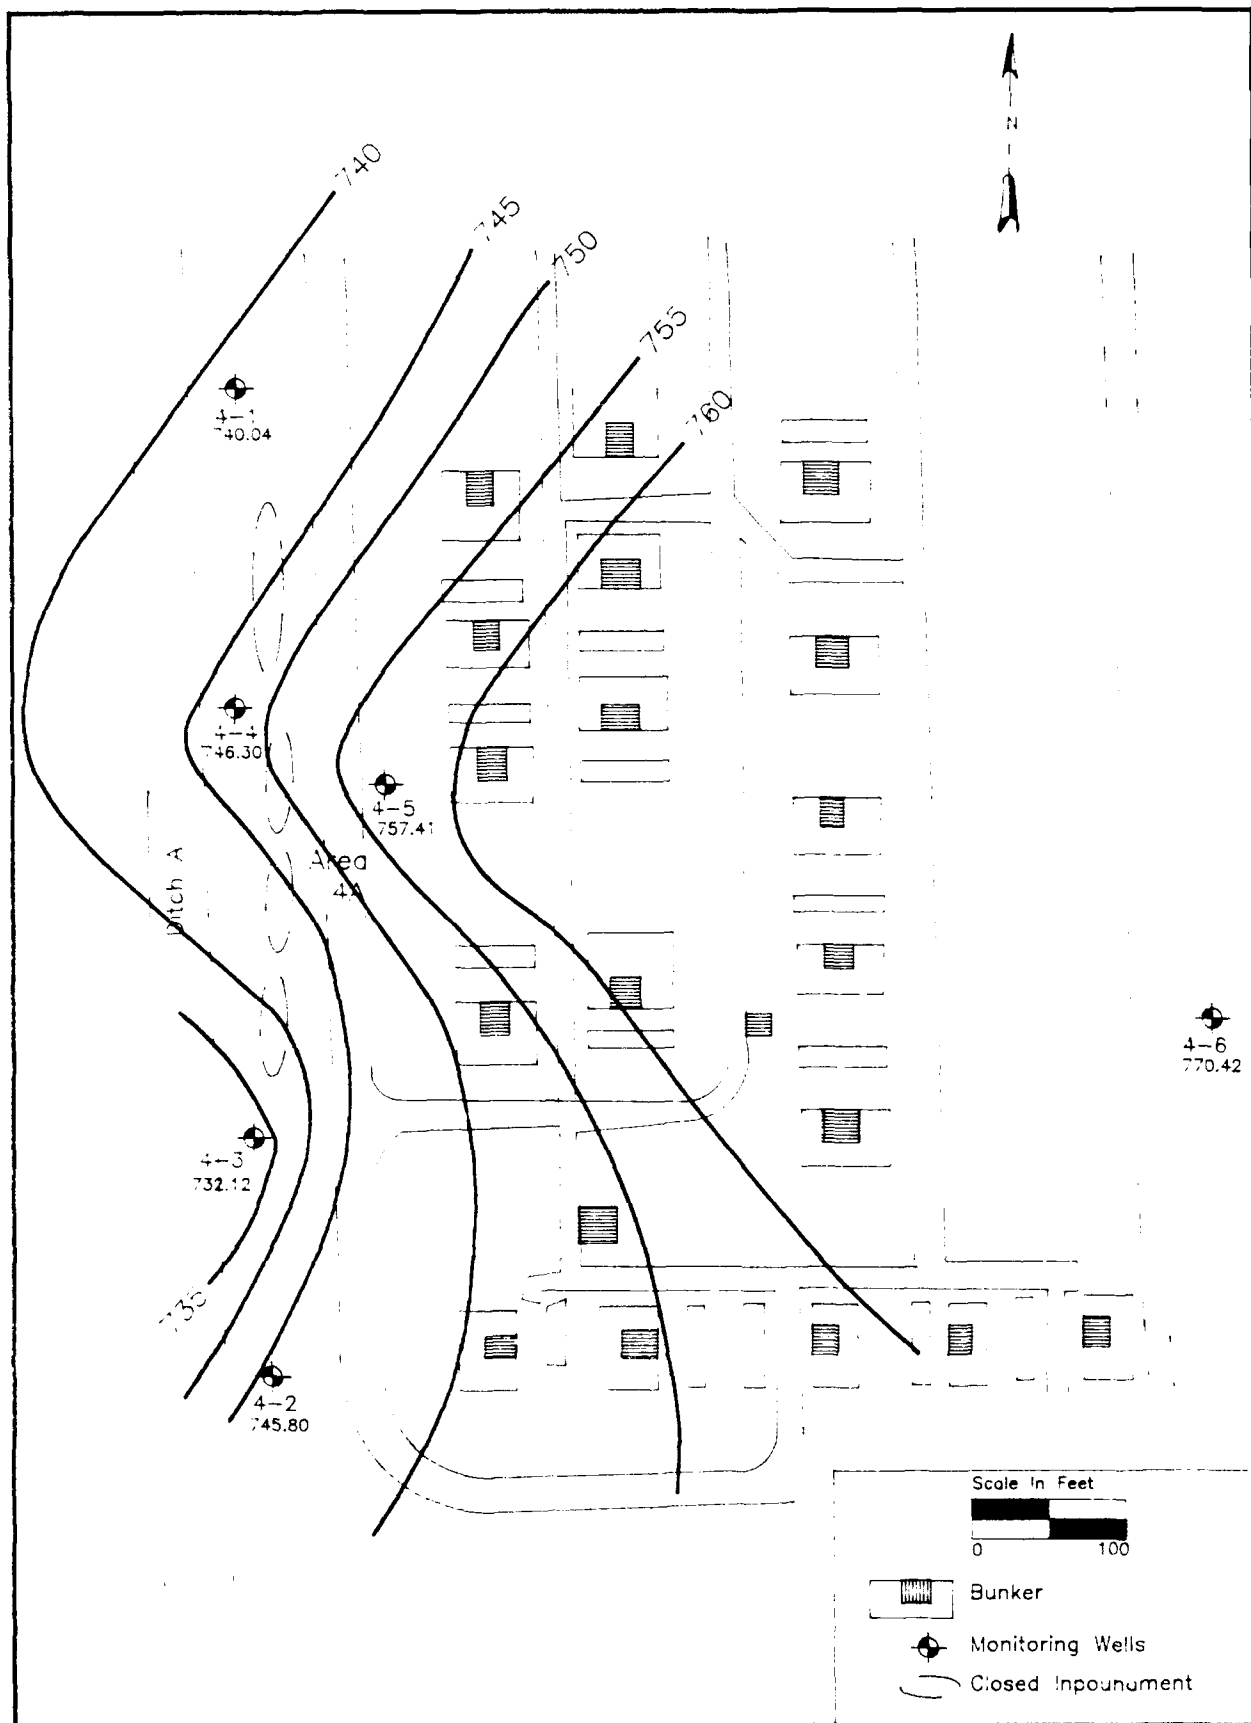 N
740
745
750
755
760
4-1
740.04
4-4
746.30
4-5
757.41
Area
4A
Ditch A
4-6
770.42
4-3
732.12
735
4-2
745.80
Scale In Feet
0 100
Bunker
Monitoring Wells
Closed Inpoundment